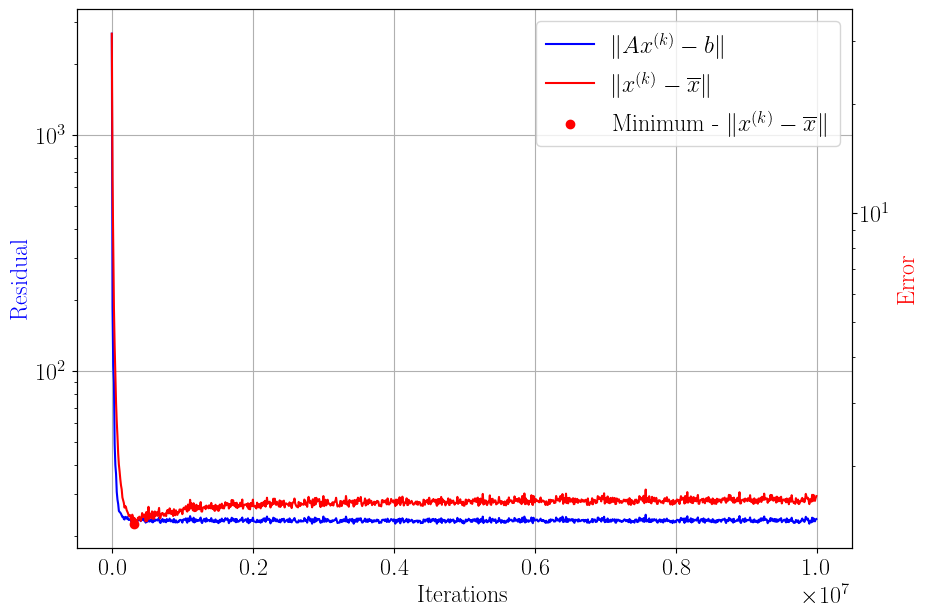 ‖Ax^(k) − b‖
‖x^(k) − x̅‖
Minimum - ‖x^(k) − x̅‖
10^3
10^2
Residual
10^1
Error
0.0 0.2 0.4 0.6 0.8 1.0
Iterations
×10^7